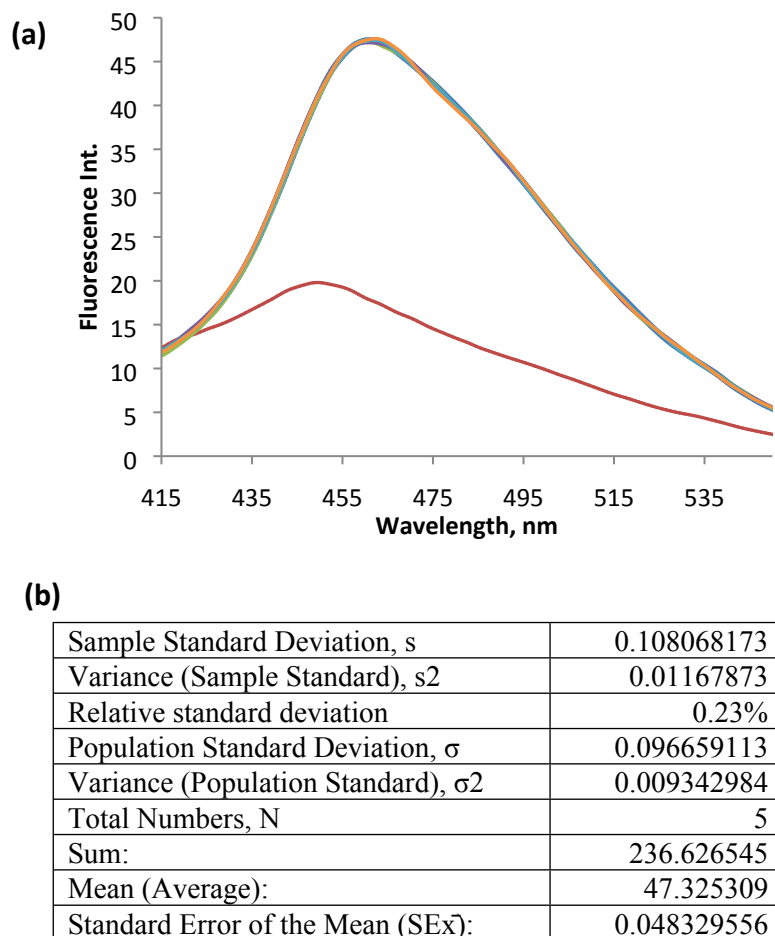 (a)
Fluorescence Int.
50
45
40
35
30
25
20
15
10
5
0
415 435 455 475 495 515 535
Wavelength, nm
(b)
Sample Standard Deviation, s 0.108068173
Variance (Sample Standard), s2 0.01167873
Relative standard deviation 0.23%
Population Standard Deviation, σ 0.096659113
Variance (Population Standard), σ2 0.009342984
Total Numbers, N 5
Sum: 236.626545
Mean (Average): 47.325309
Standard Error of the Mean (SEx̄): 0.048329556